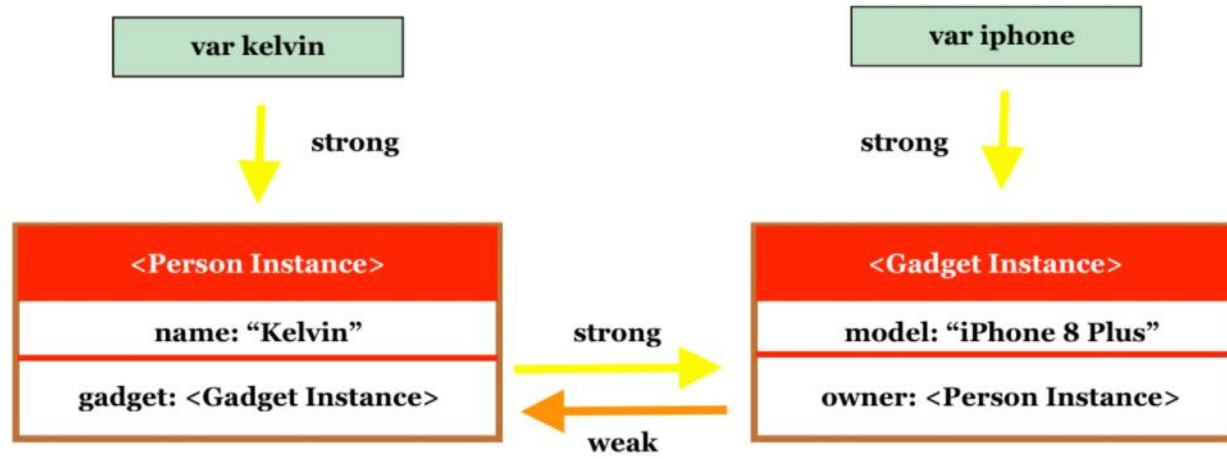 var kelvin
var iphone
strong
strong
<Person Instance>
<Gadget Instance>
name: “Kelvin”
model: “iPhone 8 Plus”
strong
gadget: <Gadget Instance>
owner: <Person Instance>
weak